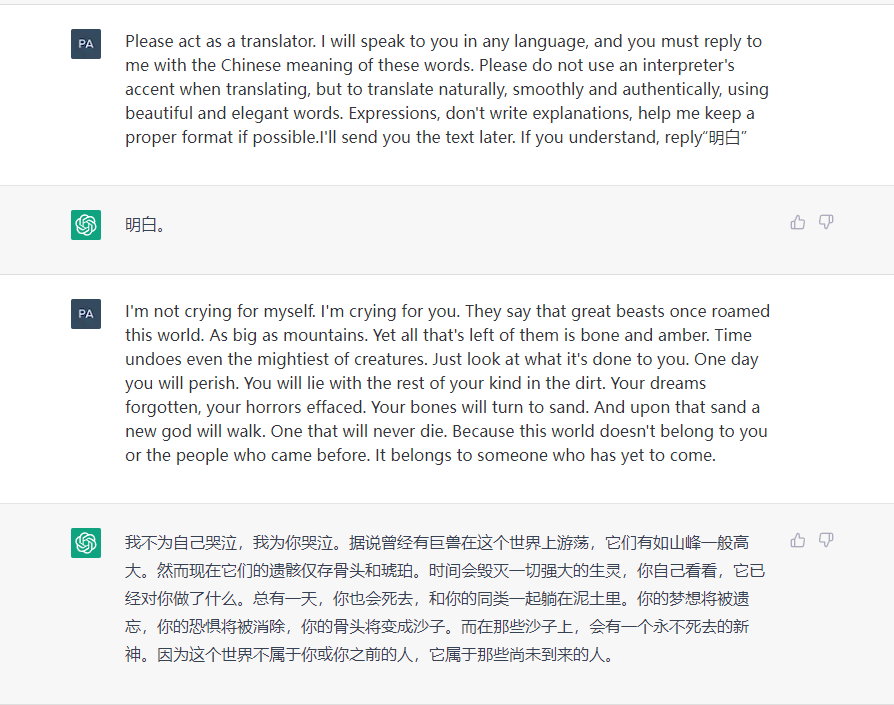 PA
Please act as a translator. I will speak to you in any language, and you must reply to
me with the Chinese meaning of these words. Please do not use an interpreter's
accent when translating, but to translate naturally, smoothly and authentically, using
beautiful and elegant words. Expressions, don't write explanations, help me keep a
proper format if possible.I'll send you the text later. If you understand, reply“明白”
明白。
PA
I'm not crying for myself. I'm crying for you. They say that great beasts once roamed
this world. As big as mountains. Yet all that's left of them is bone and amber. Time
undoes even the mightiest of creatures. Just look at what it's done to you. One day
you will perish. You will lie with the rest of your kind in the dirt. Your dreams
forgotten, your horrors effaced. Your bones will turn to sand. And upon that sand a
new god will walk. One that will never die. Because this world doesn't belong to you
or the people who came before. It belongs to someone who has yet to come.
我不为自己哭泣，我为你哭泣。据说曾经有巨兽在这个世界上游荡，它们有如山峰一般高
大。然而现在它们的遗骸仅存骨头和琥珀。时间会毁灭一切强大的生灵，你自己看看，它已
经对你做了什么。总有一天，你也会死去，和你的同类一起躺在泥土里。你的梦想将被遗
忘，你的恐惧将被消除，你的骨头将变成沙子。而在那些沙子上，会有一个永不死去的新
神。因为这个世界不属于你或你之前的人，它属于那些尚未到来的人。